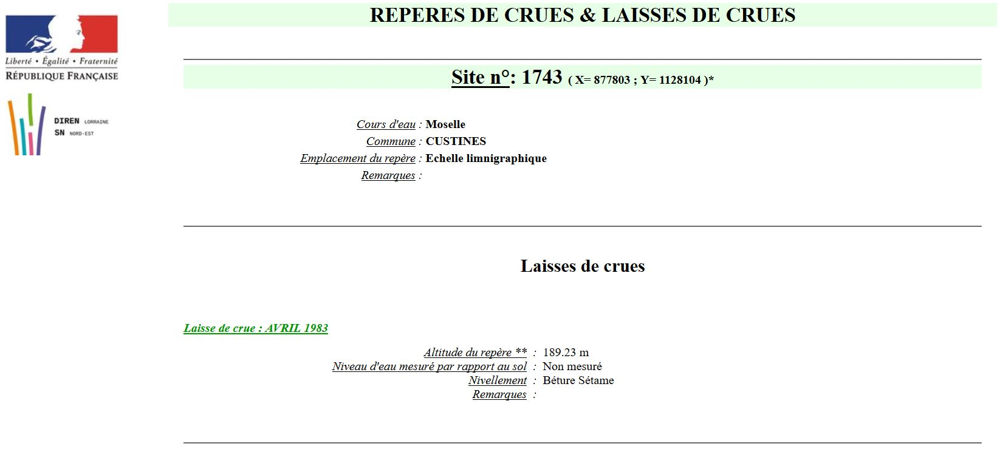 REPERES DE CRUES & LAISSES DE CRUES
Liberté • Égalité • Fraternité
RÉPUBLIQUE FRANÇAISE
DIREN LORRAINE
SN NORD-EST
Site n°: 1743 ( X= 877803 ; Y= 1128104 )*
Cours d'eau : Moselle
Commune : CUSTINES
Emplacement du repère : Echelle limnigraphique
Remarques :
Laisses de crues
Laisse de crue : AVRIL 1983
Altitude du repère ** : 189.23 m
Niveau d'eau mesuré par rapport au sol : Non mesuré
Nivellement : Béture Sétame
Remarques :